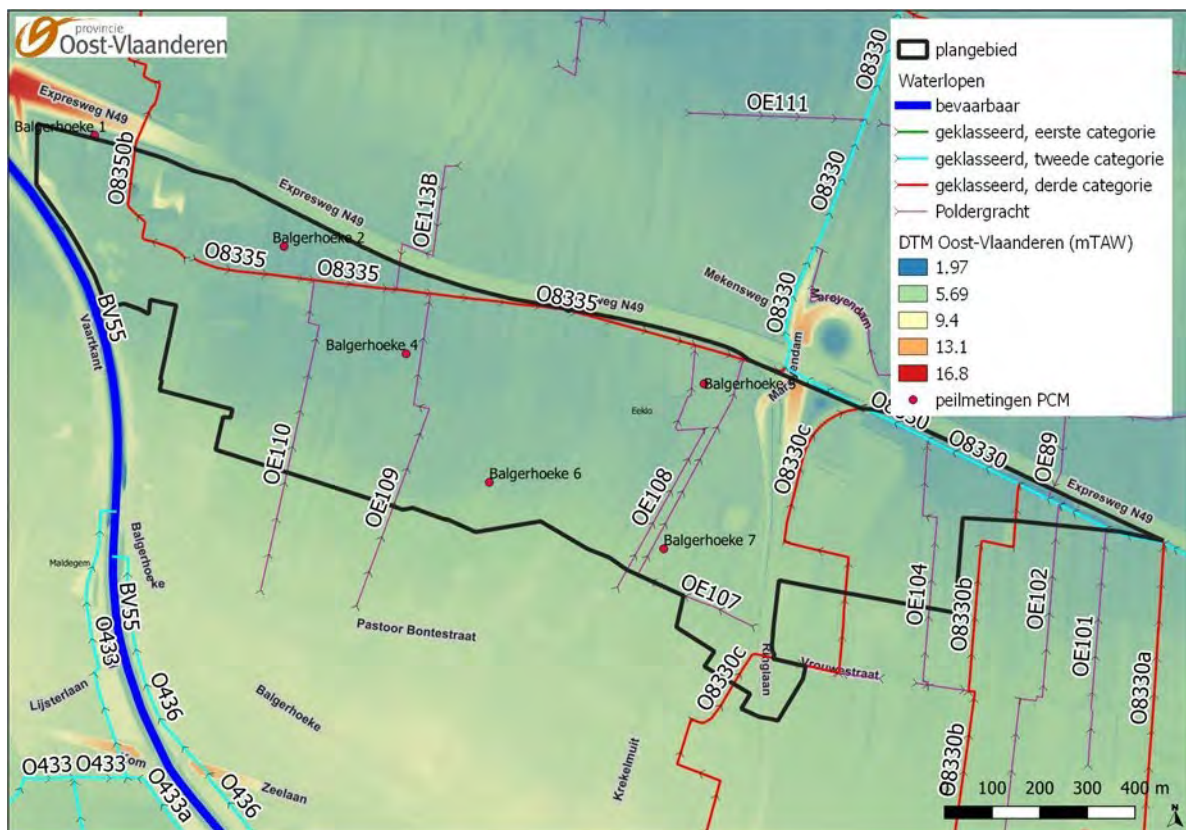 provincie
Oost-Vlaanderen
plangebied
Waterlopen
bevaarbaar
geklasseerd, eerste categorie
geklasseerd, tweede categorie
geklasseerd, derde categorie
Poldergracht
DTM Oost-Vlaanderen (mTAW)
1.97
5.69
9.4
13.1
16.8
peilmetingen PCM
Expresweg N49
Balgerhoeke 1
O8350b
OE111
O8330
O8330
O8330
Expresweg N49
OE113B
Balgerhoeke 2
O8335
O8335
O8335
Mekensweg
Mareyendam
BV55
Vaartkant
Balgerhoeke 4
Balgerhoeke
Eeklo
O8330
O8330
OE89
Expresweg N49
OE110
OE109
OE108
O8330c
Balgerhoeke 6
Balgerhoeke 7
Balgerhoeke
Maldegem
BV55
OE107
OE104
O8330b
OE102
OE101
O8330a
O433
O436
Pastoor Bontestraat
Ringlaan
Vrouwestraat
O8330c
Lijsterlaan
Balgerhoeke
Krekelmuit
O8330b
O433
O433
O433a
Zeelaan
O436
100
200
300
400 m
N